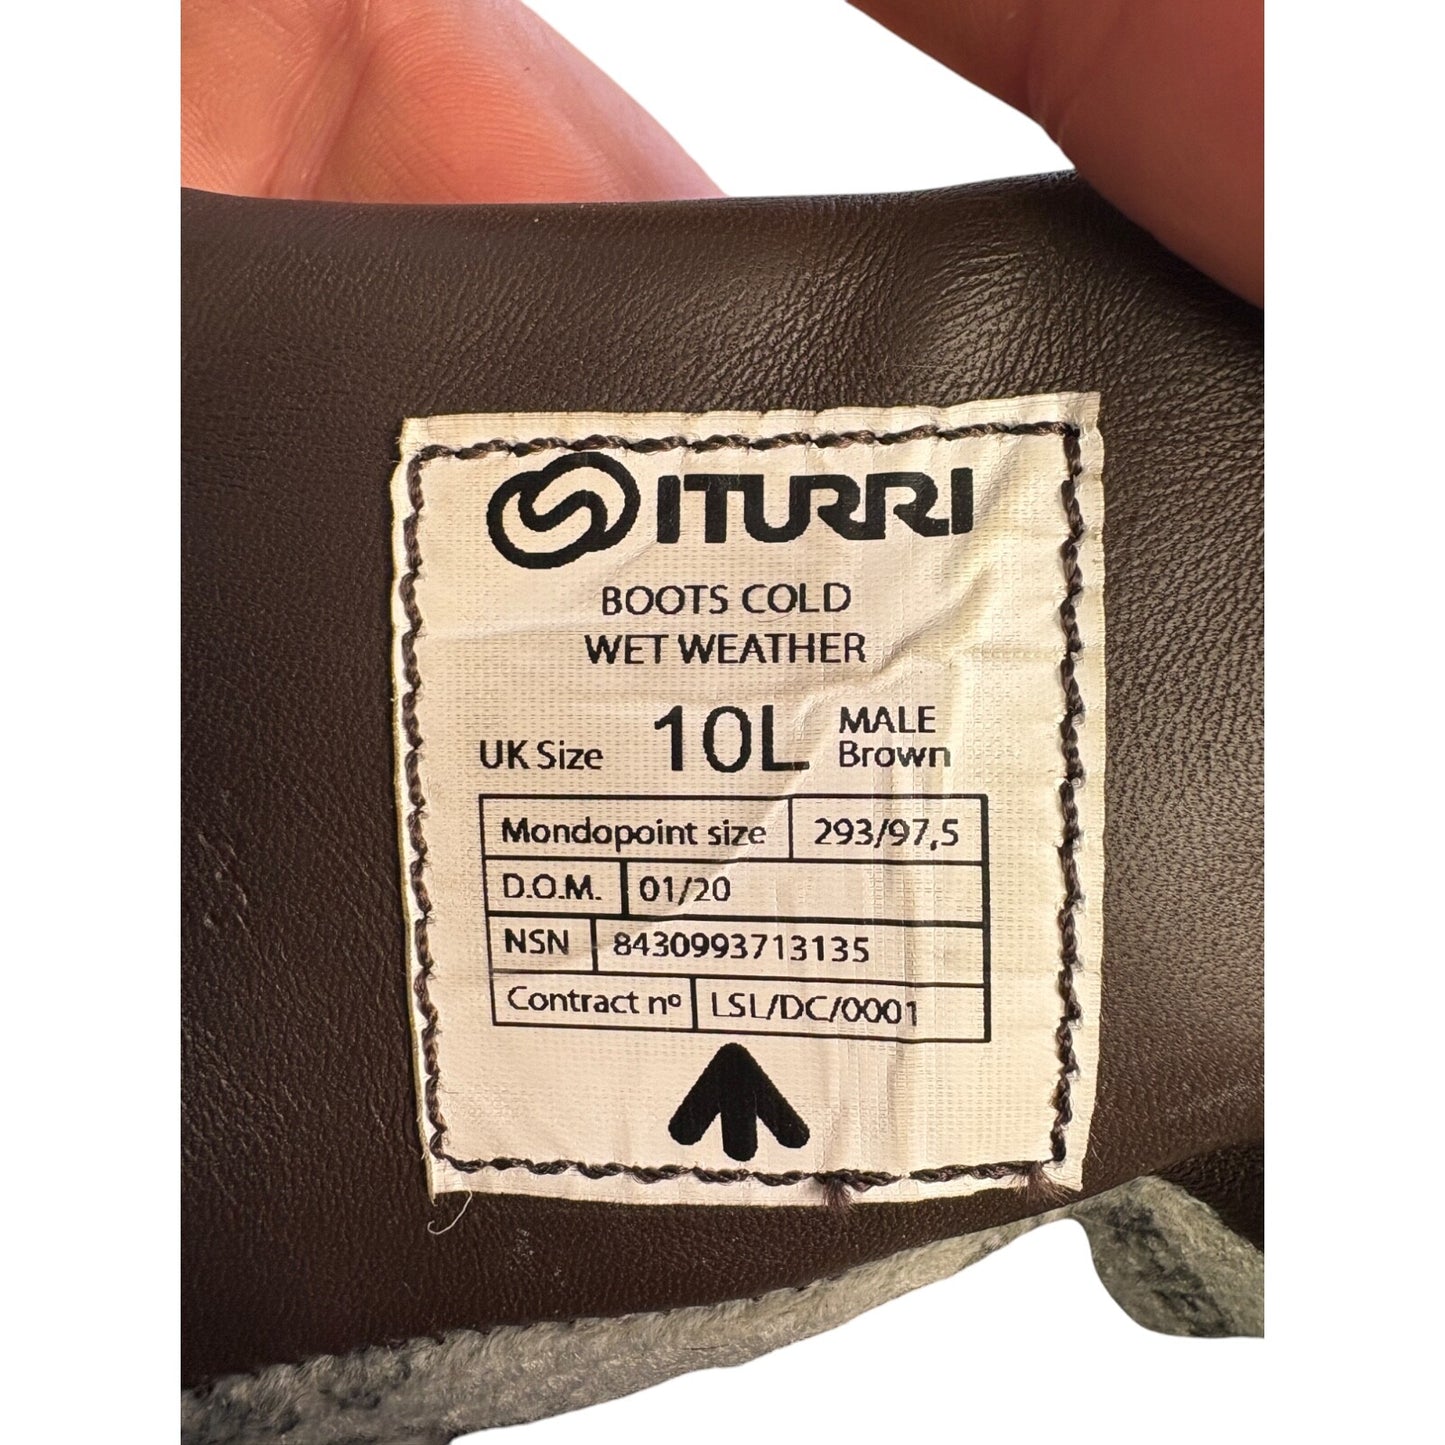 ITURRI
BOOTS COLD
WET WEATHER
UK Size 10L MALE
Brown
Mondopoint size 293/97,5
D.O.M. 01/20
NSN 8430993713135
Contract nº LSL/DC/0001